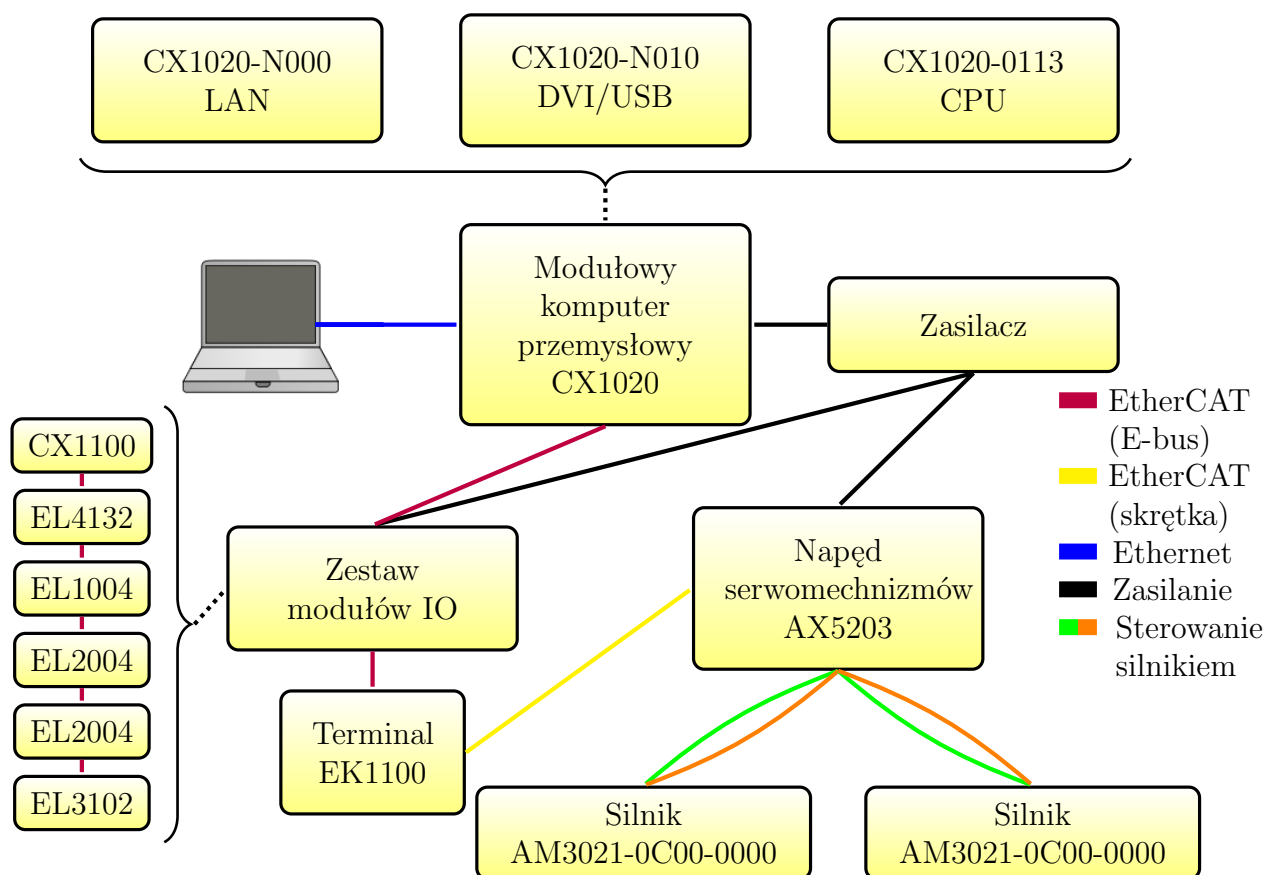 CX1020-N000
LAN
CX1020-N010
DVI/USB
CX1020-0113
CPU
Modułowy
komputer
przemysłowy
CX1020
Zasilacz
CX1100
EL4132
EL1004
EL2004
EL2004
EL3102
Zestaw
modułów IO
Terminal
EK1100
Napęd
serwomechnizmów
AX5203
Silnik
AM3021-0C00-0000
Silnik
AM3021-0C00-0000
EtherCAT
(E-bus)
EtherCAT
(skrętka)
Ethernet
Zasilanie
Sterowanie
silnikiem